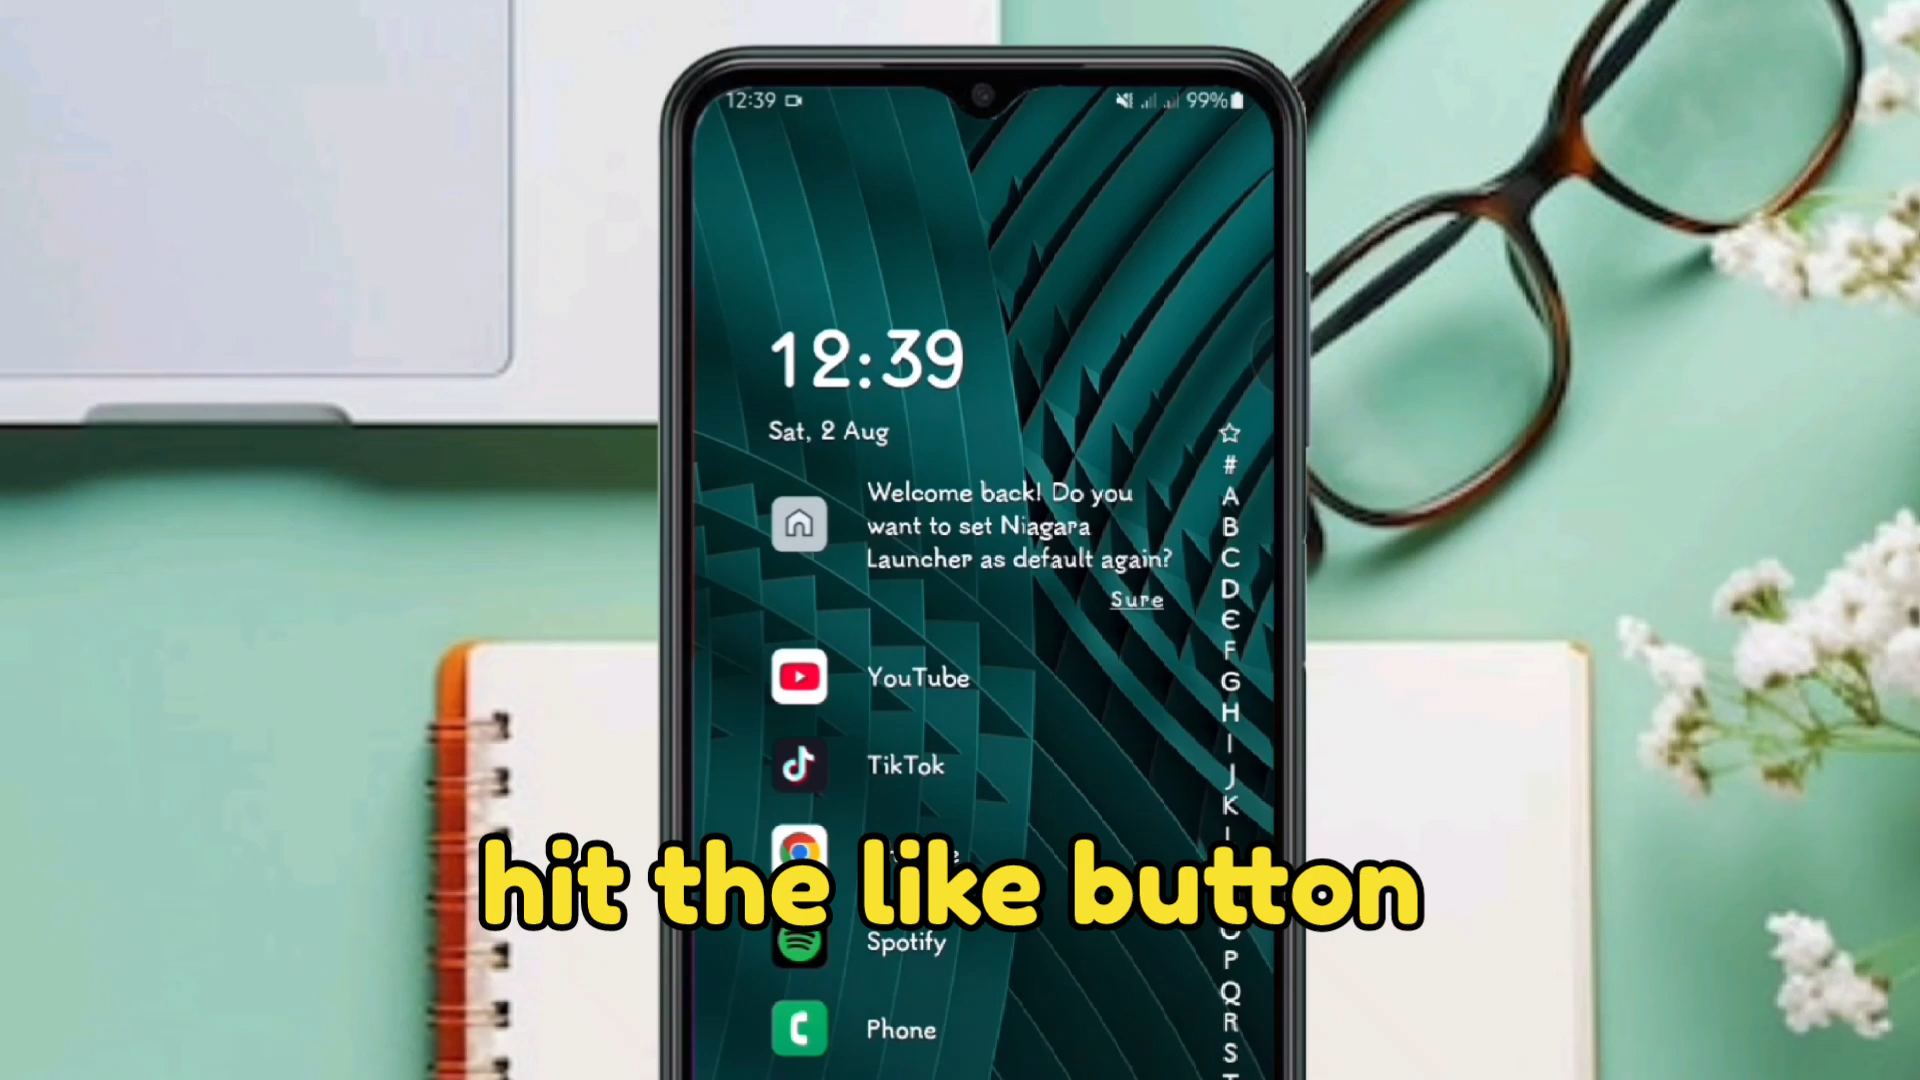 12:39 99%
12:39
Sat, 2 Aug
Welcome back! Do you
want to set Niagara
Launcher as default again?
Sure
☆
#
A
B
C
D
E
F
G
H
I
J
K
YouTube
TikTok
hit the like button
Spotify
Phone
P
Q
R
S